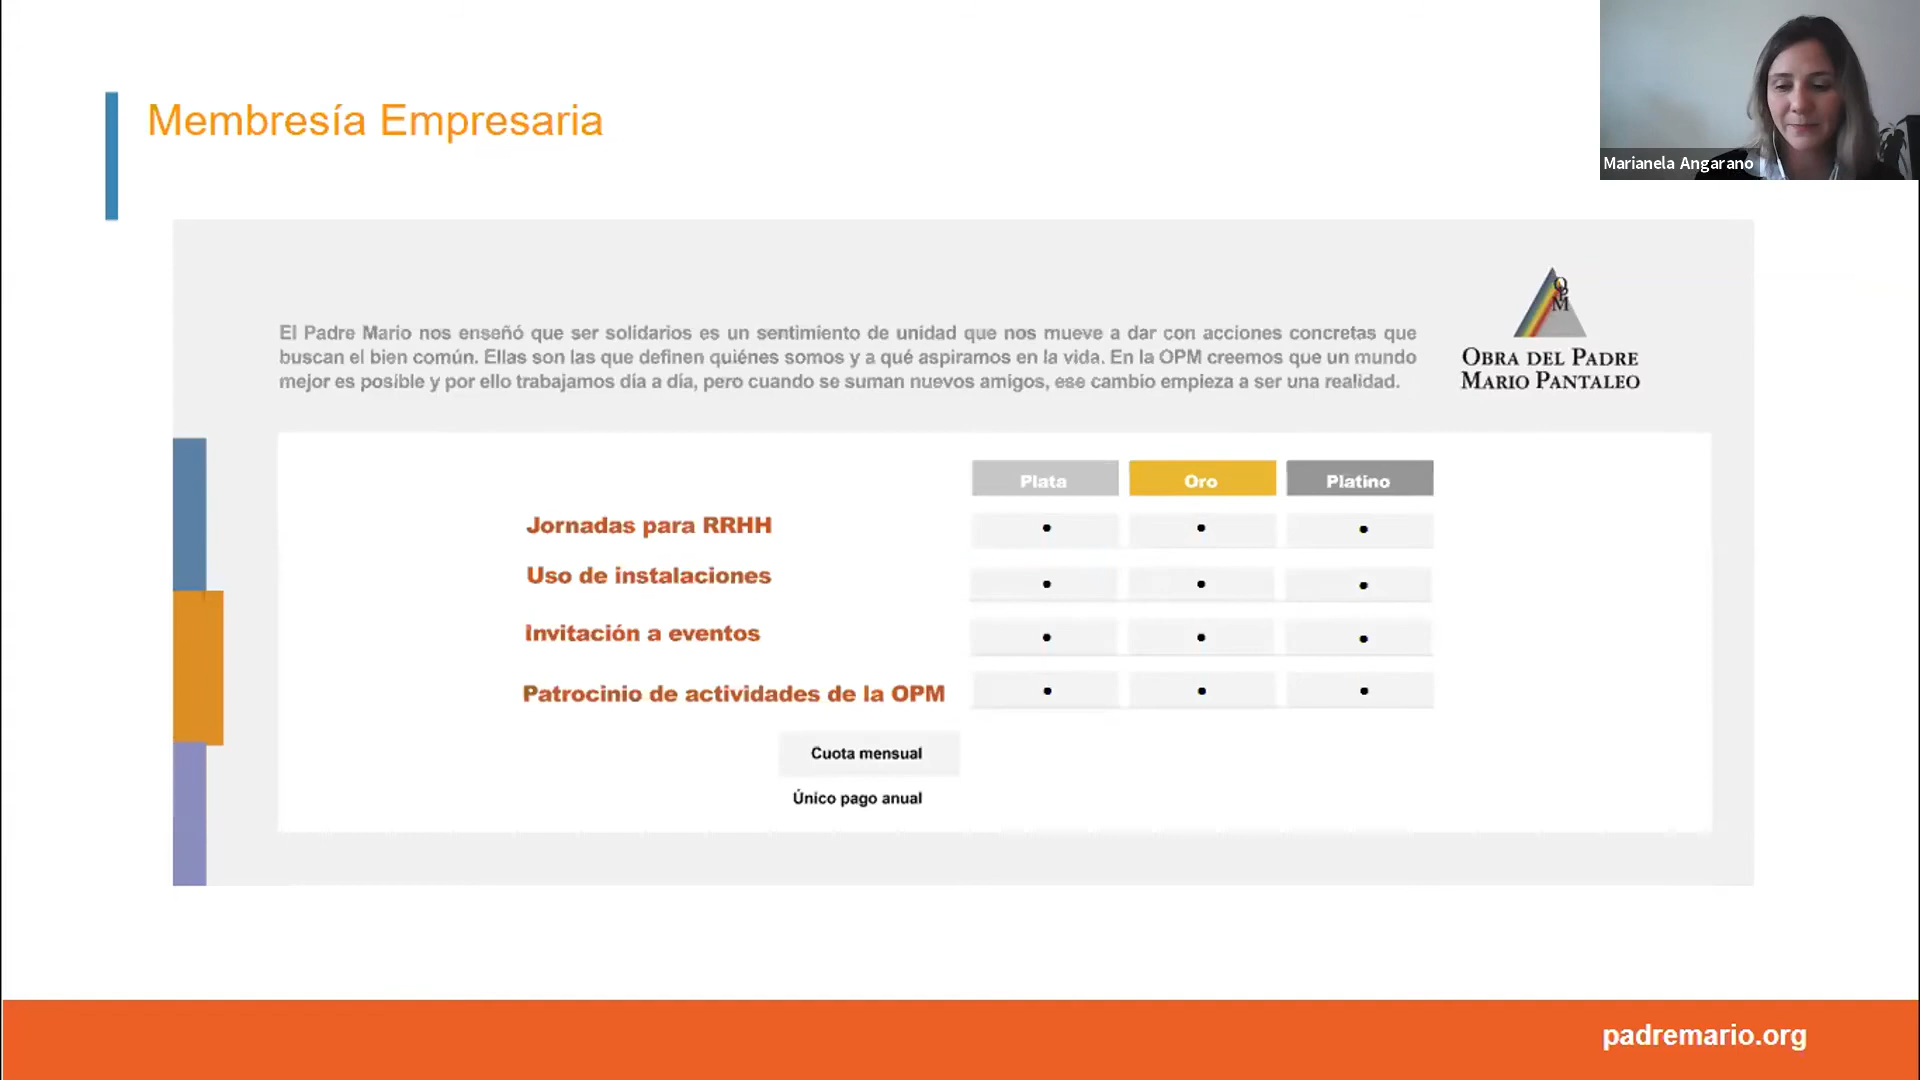 Membresía Empresaria
Marianela Angarano
El Padre Mario nos enseñó que ser solidarios es un sentimiento de unidad que nos mueve a dar con acciones concretas que
buscan el bien común. Ellas son las que definen quiénes somos y a qué aspiramos en la vida. En la OPM creemos que un mundo
mejor es posible y por ello trabajamos día a día, pero cuando se suman nuevos amigos, ese cambio empieza a ser una realidad.
OPM
OBRA DEL PADRE
MARIO PANTALEO
Plata Oro Platino
Jornadas para RRHH • • •
Uso de instalaciones • • •
Invitación a eventos • • •
Patrocinio de actividades de la OPM • • •
Cuota mensual
Único pago anual
padremario.org